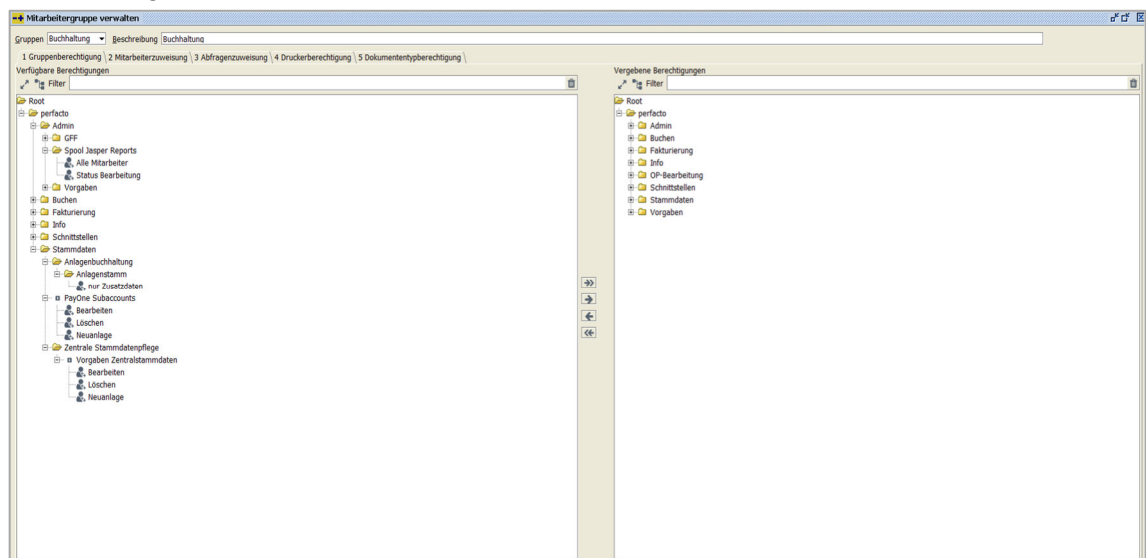 Mitarbeitergruppe verwalten
Gruppen Buchhaltung Beschreibung Buchhaltung
1 Gruppenberechtigung 2 Mitarbeiterzuweisung 3 Abfragenzuweisung 4 Druckerberechtigung 5 Dokumententypberechtigung
Verfügbare Berechtigungen
Filter
Root
perfacto
Admin
GFF
Spool Jasper Reports
Alle Mitarbeiter
Status Bearbeitung
Vorgaben
Buchen
Fakturierung
Info
Schnittstellen
Stammdaten
Anlagenbuchhaltung
Anlagenstamm
nur Zusatzdaten
PayOne Subaccounts
Bearbeiten
Löschen
Neuanlage
Zentrale Stammdatenpflege
Vorgaben Zentralstammdaten
Bearbeiten
Löschen
Neuanlage
Vergebene Berechtigungen
Filter
Root
perfacto
Admin
Buchen
Fakturierung
Info
OP-Bearbeitung
Schnittstellen
Stammdaten
Vorgaben